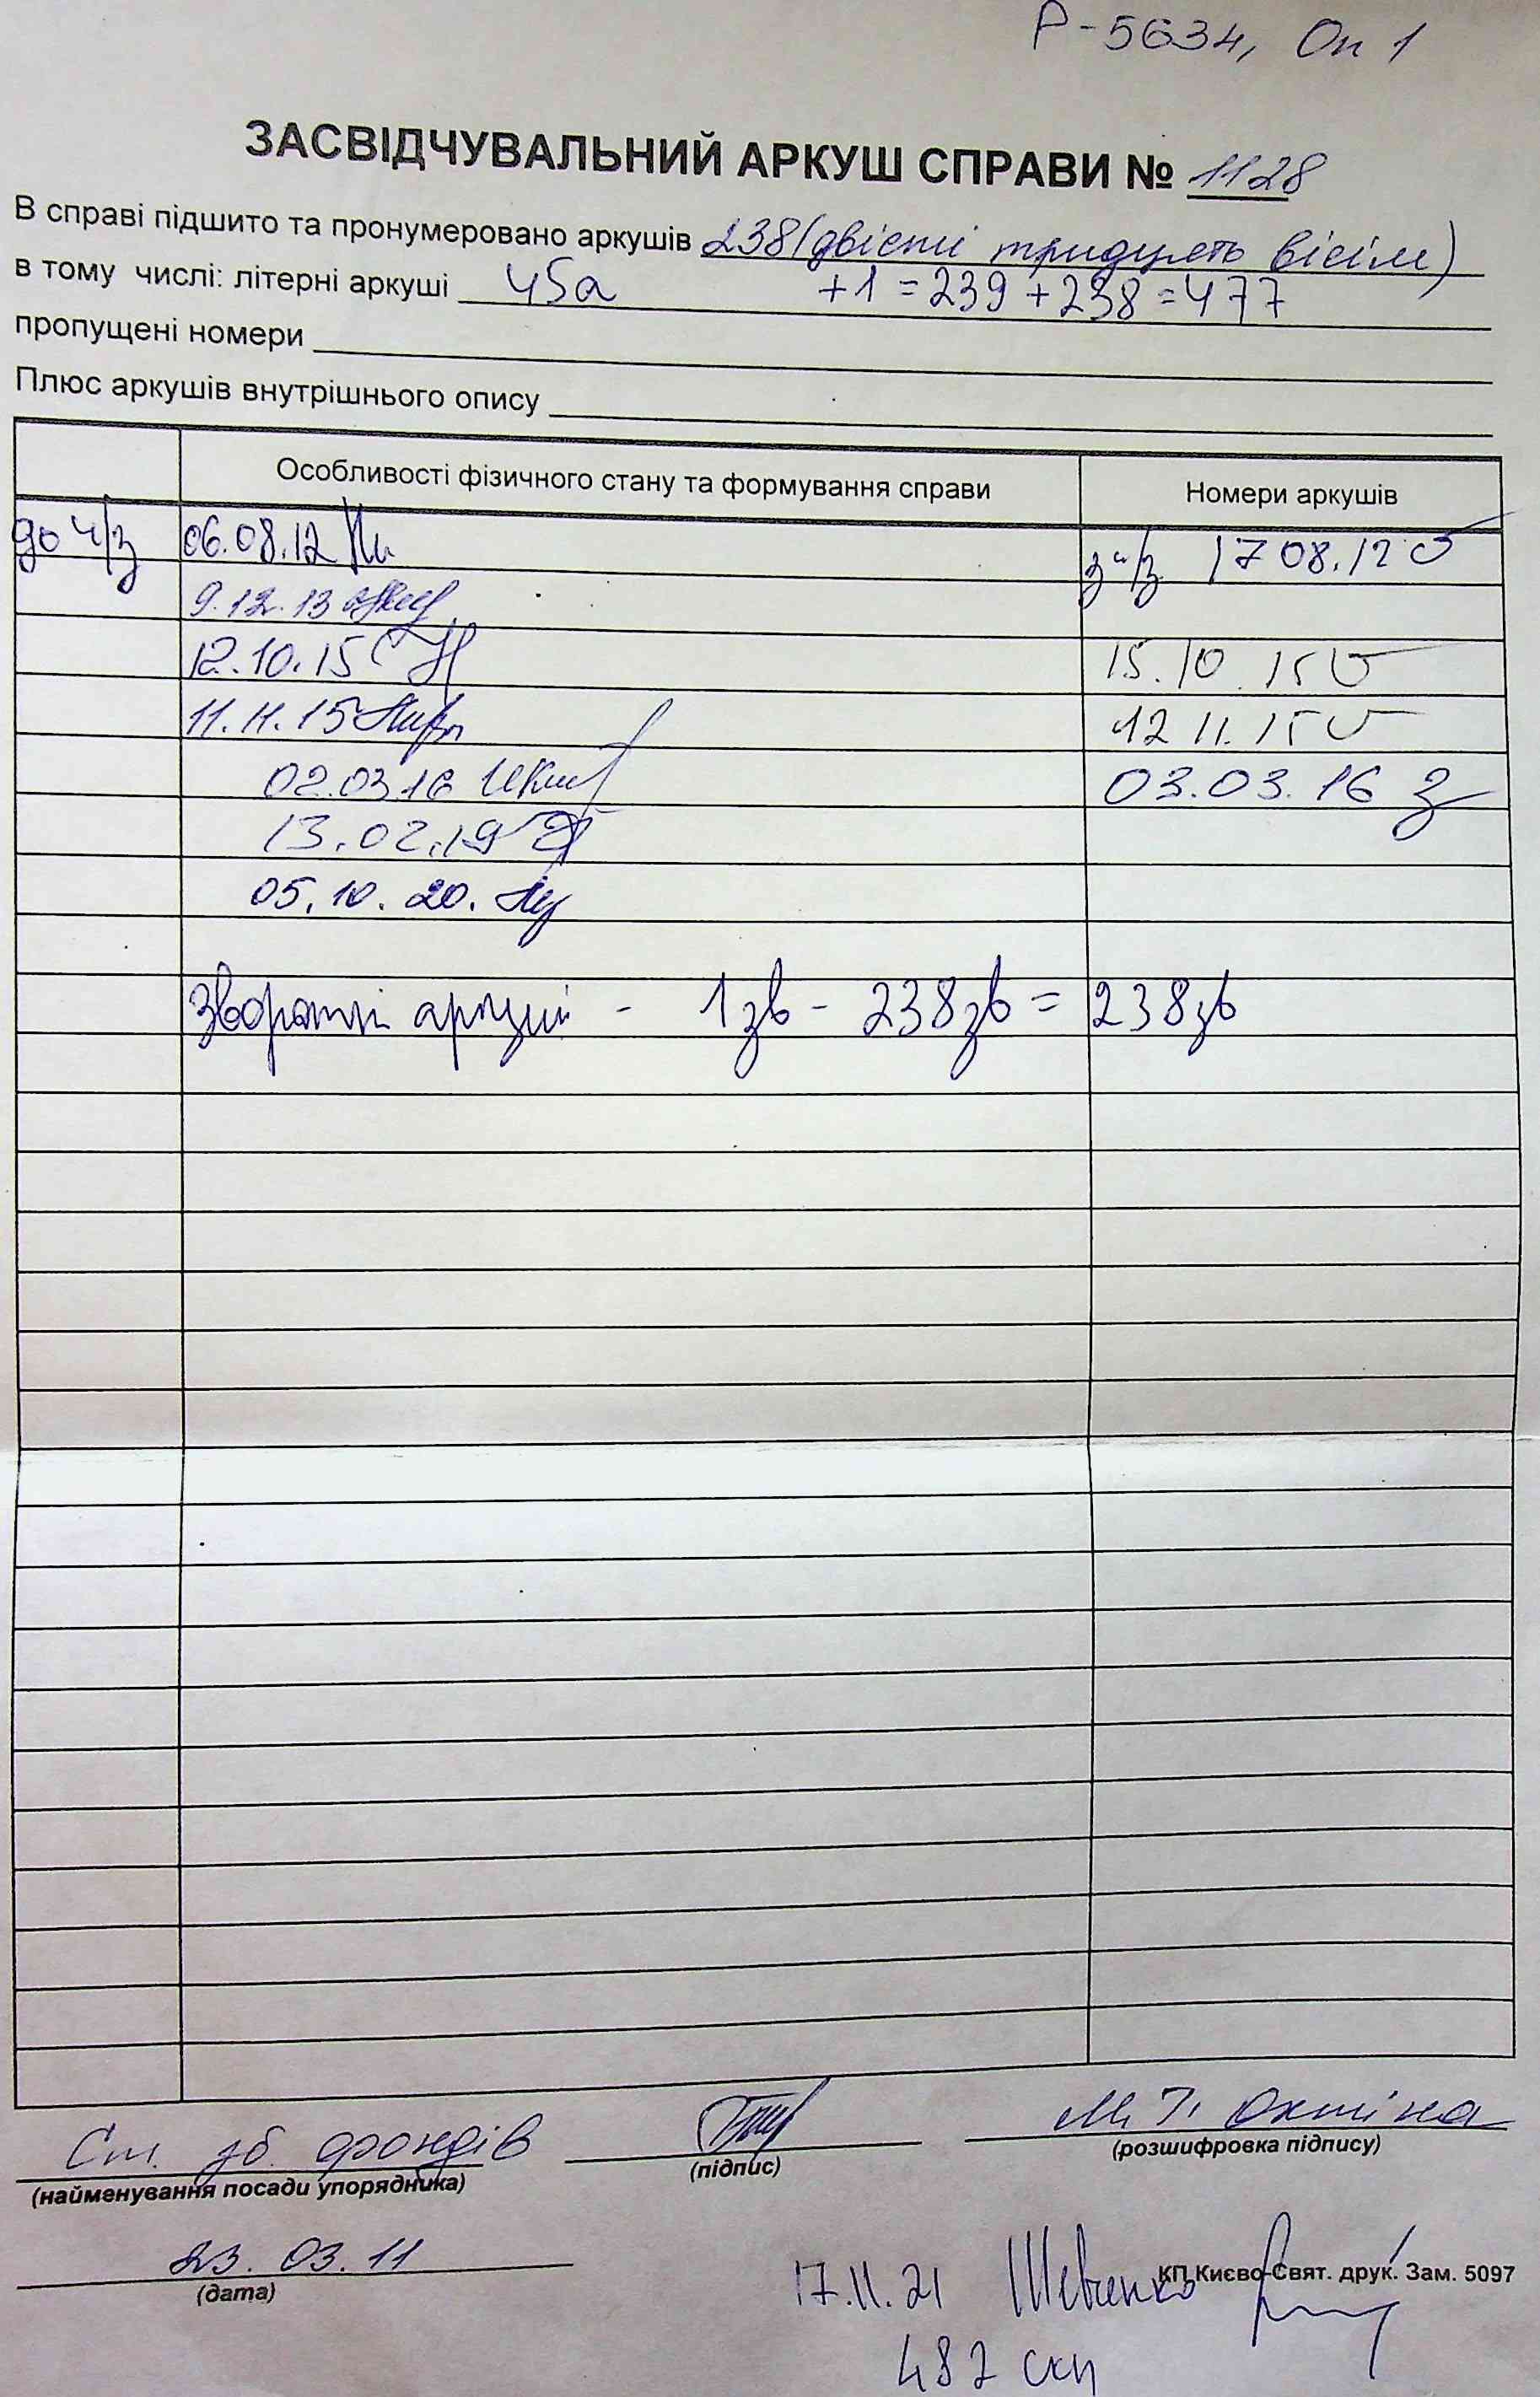 Р-5634, Оп 1
ЗАСВІДЧУВАЛЬНИЙ АРКУШ СПРАВИ № 1128
В справі підшито та пронумеровано аркушів 238 (двісті тридцять вісім)
в тому числі: літерні аркуші 45а +1=239+238=477
пропущені номери
Плюс аркушів внутрішнього опису
Особливості фізичного стану та формування справи Номери аркушів
до ч/з 06.08.12 з ч/з 17 08.12
9.12.13
12.10.15 15.10.15
11.11.15 12 11.15
02.03.16 03.03.16
13.02.19
05.10.20.
Зворотні аркуші - 1зв - 238зв = 238зв
Ст. зб. фондів М. Охтіна
(найменування посади упорядника) (підпис) (розшифровка підпису)
23.03.11
(дата)
17.11.21 Шевченко КП Києво-Свят. друк. Зам. 5097
482 скп